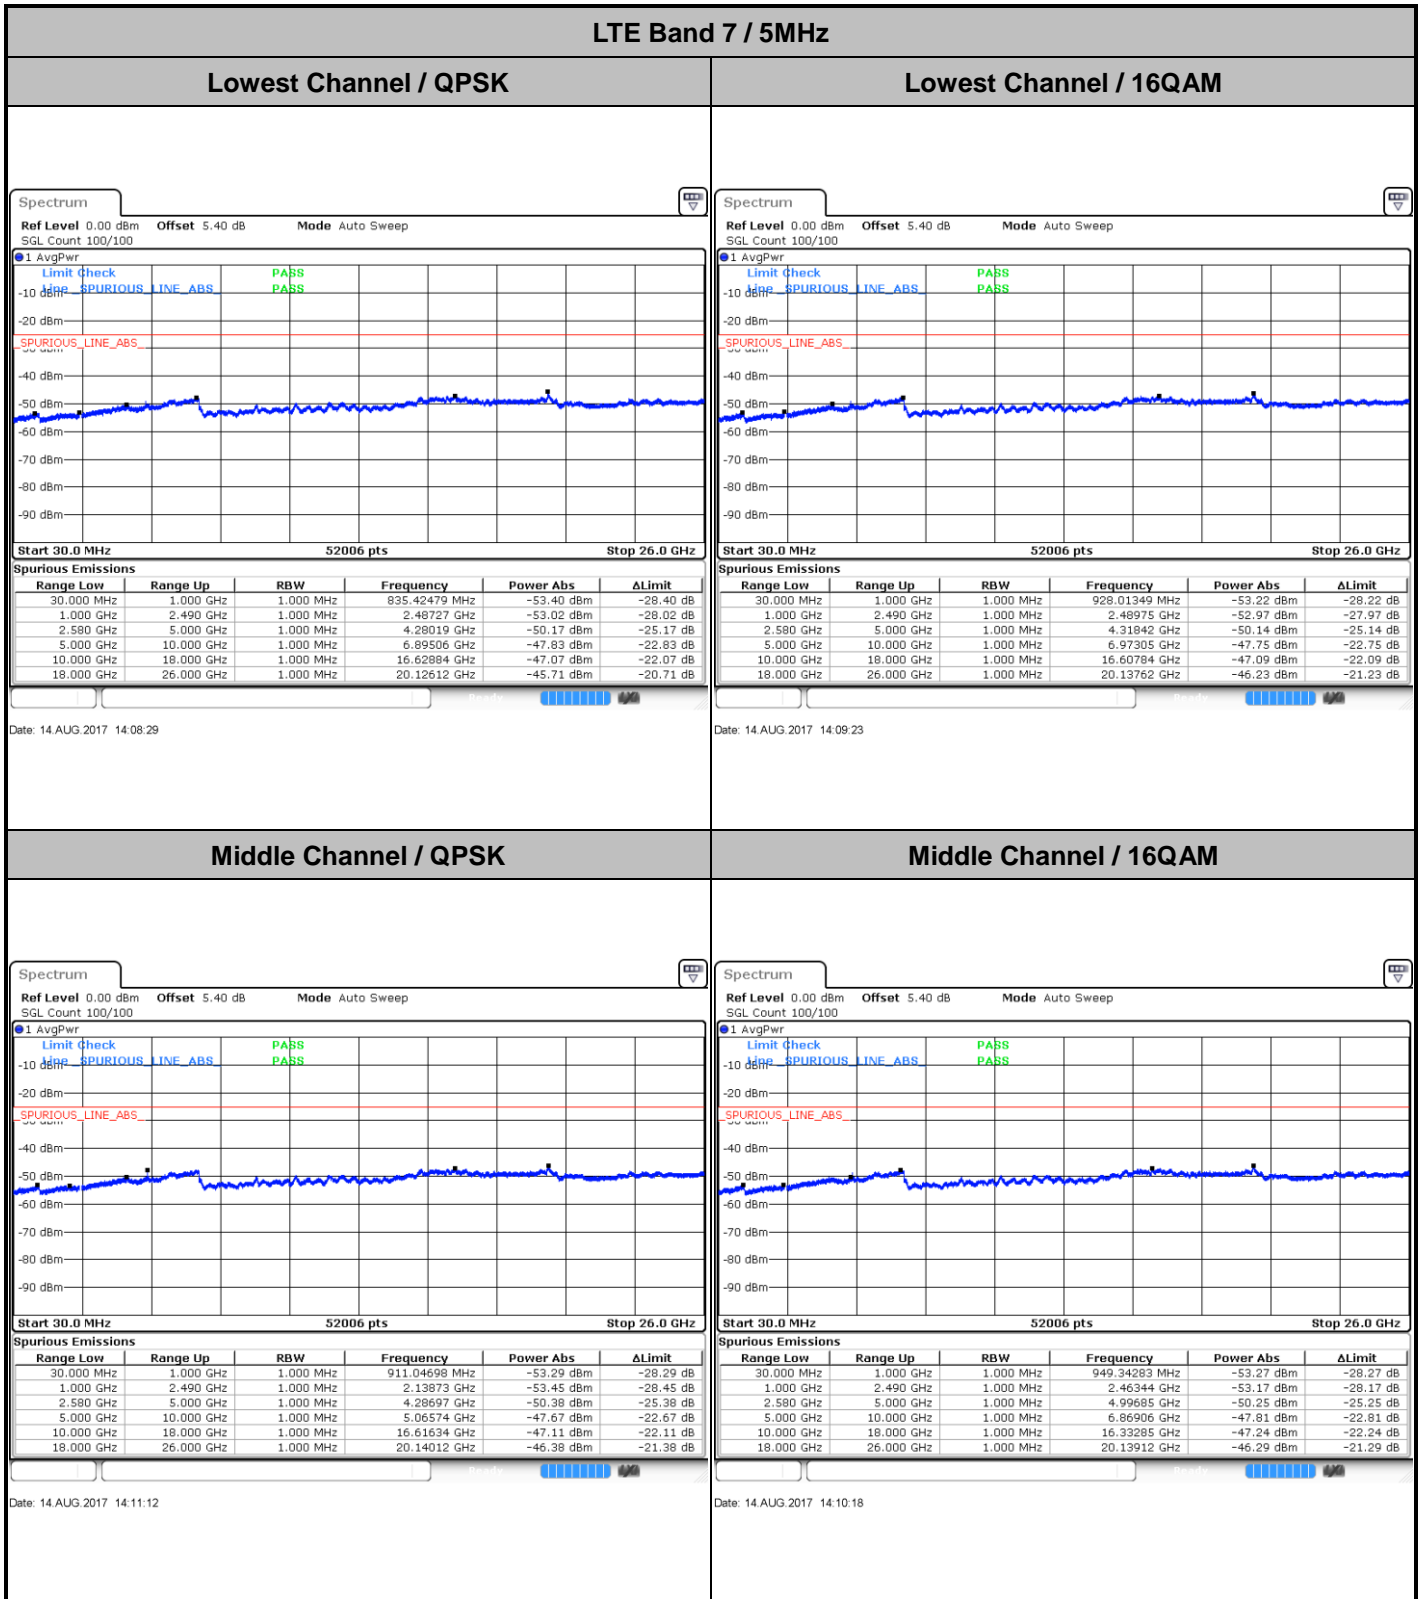 LTE Band 7 / 5MHz
Lowest Channel / QPSK
Lowest Channel / 16QAM
Spectrum
Ref Level 0.00 dBm Offset 5.40 dB Mode Auto Sweep
SGL Count 100/100
1 AvgPwr
Limit Check PASS
Line _SPURIOUS_LINE_ABS_ PASS
-10 dBm
-20 dBm
_SPURIOUS_LINE_ABS_
-30 dBm
-40 dBm
-50 dBm
-60 dBm
-70 dBm
-80 dBm
-90 dBm
Start 30.0 MHz 52006 pts Stop 26.0 GHz
Spurious Emissions
Range Low Range Up RBW Frequency Power Abs ΔLimit
30.000 MHz 1.000 GHz 1.000 MHz 835.42479 MHz -53.40 dBm -28.40 dB
1.000 GHz 2.490 GHz 1.000 MHz 2.48727 GHz -53.02 dBm -28.02 dB
2.580 GHz 5.000 GHz 1.000 MHz 4.28019 GHz -50.17 dBm -25.17 dB
5.000 GHz 10.000 GHz 1.000 MHz 6.89506 GHz -47.83 dBm -22.83 dB
10.000 GHz 18.000 GHz 1.000 MHz 16.62884 GHz -47.07 dBm -22.07 dB
18.000 GHz 26.000 GHz 1.000 MHz 20.12612 GHz -45.71 dBm -20.71 dB
Ready
Date: 14.AUG.2017 14:08:29
Spectrum
Ref Level 0.00 dBm Offset 5.40 dB Mode Auto Sweep
SGL Count 100/100
1 AvgPwr
Limit Check PASS
Line _SPURIOUS_LINE_ABS_ PASS
-10 dBm
-20 dBm
_SPURIOUS_LINE_ABS_
-30 dBm
-40 dBm
-50 dBm
-60 dBm
-70 dBm
-80 dBm
-90 dBm
Start 30.0 MHz 52006 pts Stop 26.0 GHz
Spurious Emissions
Range Low Range Up RBW Frequency Power Abs ΔLimit
30.000 MHz 1.000 GHz 1.000 MHz 928.01349 MHz -53.22 dBm -28.22 dB
1.000 GHz 2.490 GHz 1.000 MHz 2.48975 GHz -52.97 dBm -27.97 dB
2.580 GHz 5.000 GHz 1.000 MHz 4.31842 GHz -50.14 dBm -25.14 dB
5.000 GHz 10.000 GHz 1.000 MHz 6.97305 GHz -47.75 dBm -22.75 dB
10.000 GHz 18.000 GHz 1.000 MHz 16.60784 GHz -47.09 dBm -22.09 dB
18.000 GHz 26.000 GHz 1.000 MHz 20.13762 GHz -46.23 dBm -21.23 dB
Ready
Date: 14.AUG.2017 14:09:23
Middle Channel / QPSK
Middle Channel / 16QAM
Spectrum
Ref Level 0.00 dBm Offset 5.40 dB Mode Auto Sweep
SGL Count 100/100
1 AvgPwr
Limit Check PASS
Line _SPURIOUS_LINE_ABS_ PASS
-10 dBm
-20 dBm
_SPURIOUS_LINE_ABS_
-30 dBm
-40 dBm
-50 dBm
-60 dBm
-70 dBm
-80 dBm
-90 dBm
Start 30.0 MHz 52006 pts Stop 26.0 GHz
Spurious Emissions
Range Low Range Up RBW Frequency Power Abs ΔLimit
30.000 MHz 1.000 GHz 1.000 MHz 911.04698 MHz -53.29 dBm -28.29 dB
1.000 GHz 2.490 GHz 1.000 MHz 2.13873 GHz -53.45 dBm -28.45 dB
2.580 GHz 5.000 GHz 1.000 MHz 4.28697 GHz -50.38 dBm -25.38 dB
5.000 GHz 10.000 GHz 1.000 MHz 5.06574 GHz -47.67 dBm -22.67 dB
10.000 GHz 18.000 GHz 1.000 MHz 16.61634 GHz -47.11 dBm -22.11 dB
18.000 GHz 26.000 GHz 1.000 MHz 20.14012 GHz -46.38 dBm -21.38 dB
Ready
Date: 14.AUG.2017 14:11:12
Spectrum
Ref Level 0.00 dBm Offset 5.40 dB Mode Auto Sweep
SGL Count 100/100
1 AvgPwr
Limit Check PASS
Line _SPURIOUS_LINE_ABS_ PASS
-10 dBm
-20 dBm
_SPURIOUS_LINE_ABS_
-30 dBm
-40 dBm
-50 dBm
-60 dBm
-70 dBm
-80 dBm
-90 dBm
Start 30.0 MHz 52006 pts Stop 26.0 GHz
Spurious Emissions
Range Low Range Up RBW Frequency Power Abs ΔLimit
30.000 MHz 1.000 GHz 1.000 MHz 949.34283 MHz -53.27 dBm -28.27 dB
1.000 GHz 2.490 GHz 1.000 MHz 2.46344 GHz -53.17 dBm -28.17 dB
2.580 GHz 5.000 GHz 1.000 MHz 4.99685 GHz -50.25 dBm -25.25 dB
5.000 GHz 10.000 GHz 1.000 MHz 6.86906 GHz -47.81 dBm -22.81 dB
10.000 GHz 18.000 GHz 1.000 MHz 16.33285 GHz -47.24 dBm -22.24 dB
18.000 GHz 26.000 GHz 1.000 MHz 20.13912 GHz -46.29 dBm -21.29 dB
Ready
Date: 14.AUG.2017 14:10:18